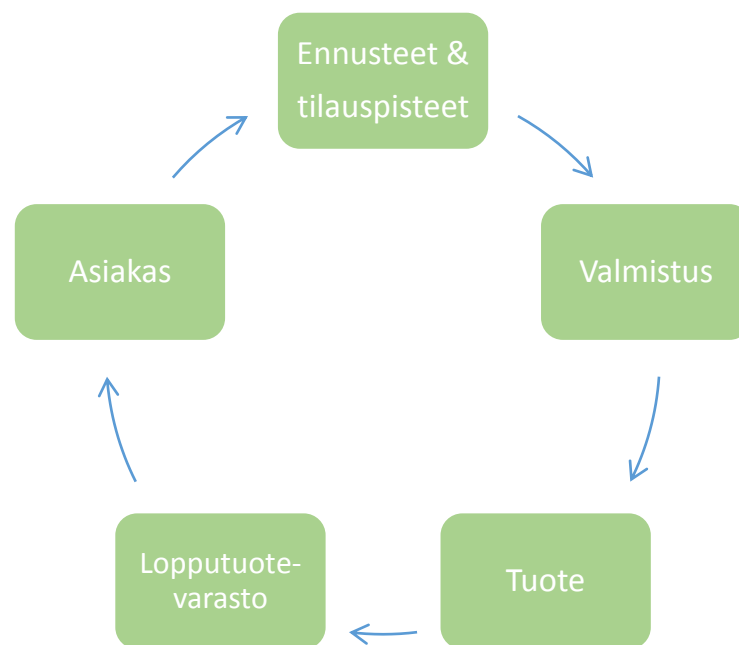 Ennusteet &
tilauspisteet
Valmistus
Tuote
Lopputuote-
varasto
Asiakas